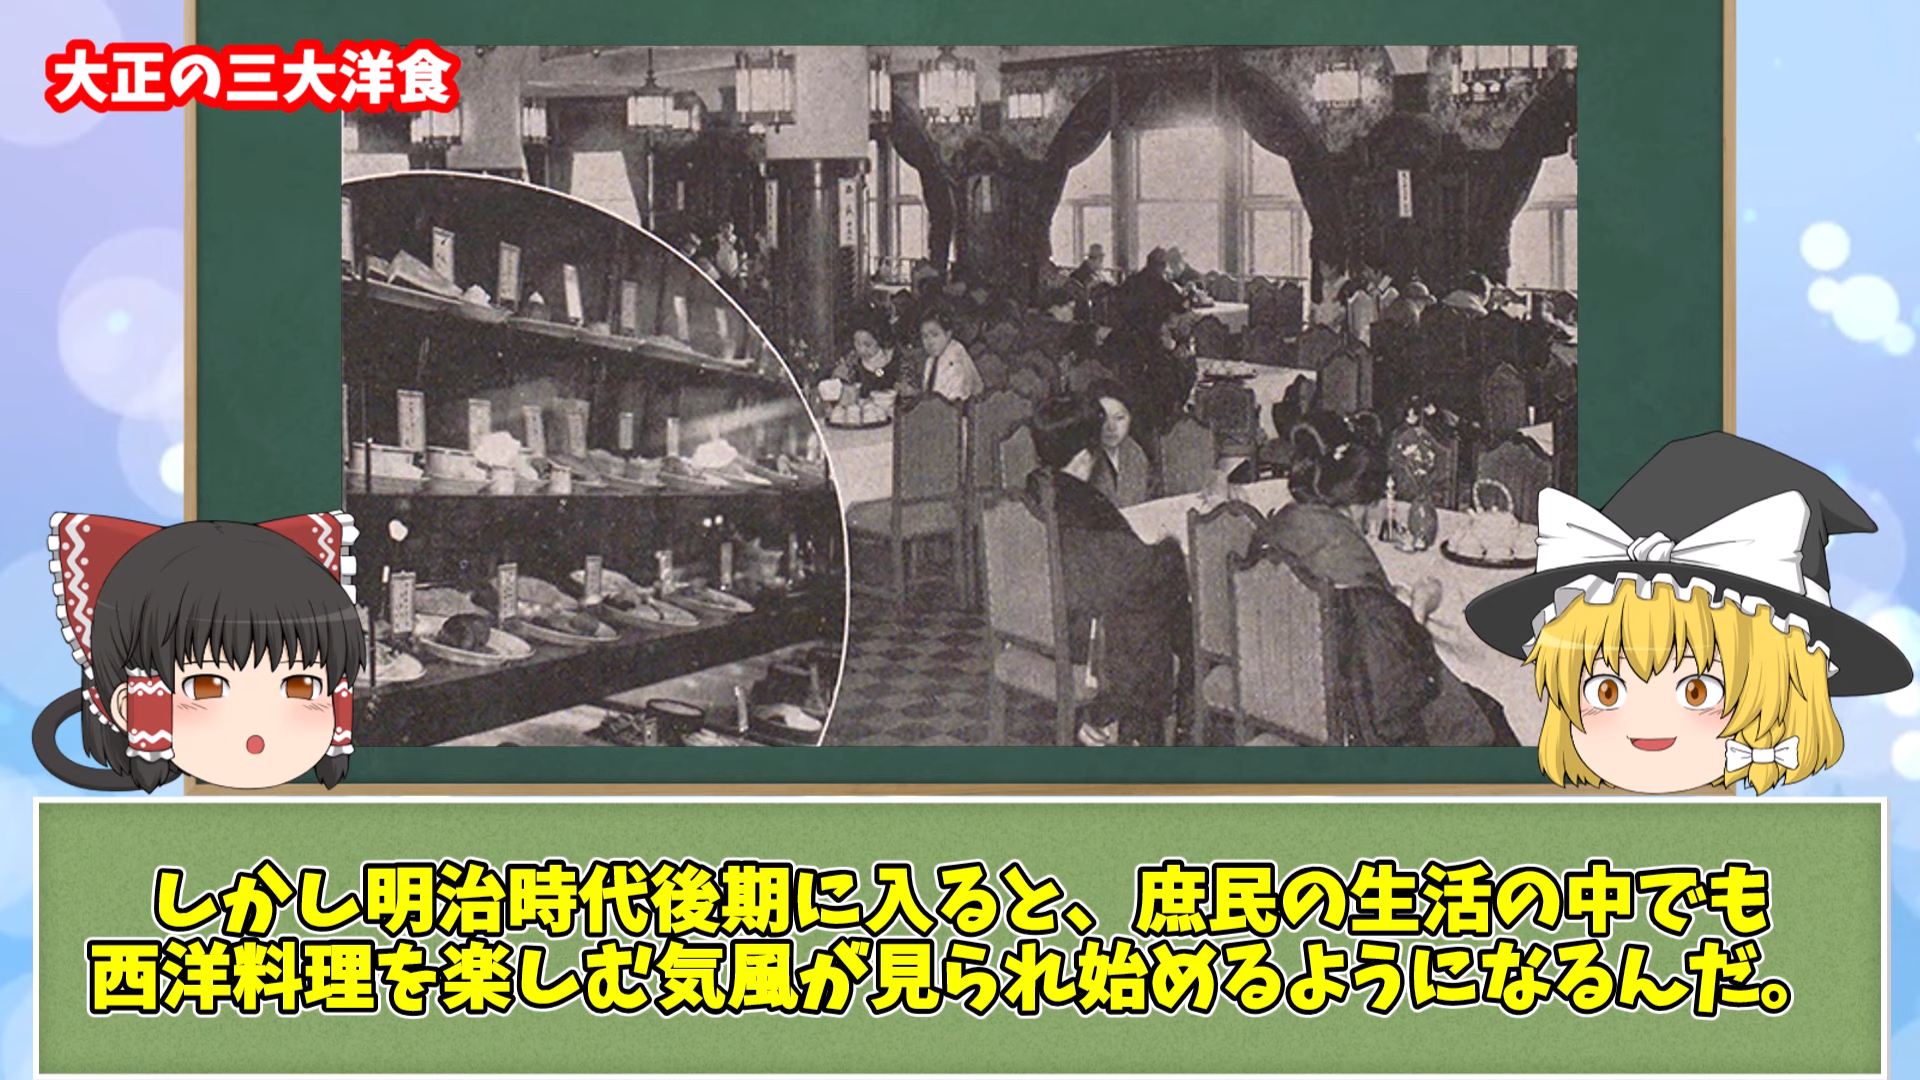 大正の三大洋食
しかし明治時代後期に入ると、庶民の生活の中でも
西洋料理を楽しむ気風が見られ始めるようになるんだ。